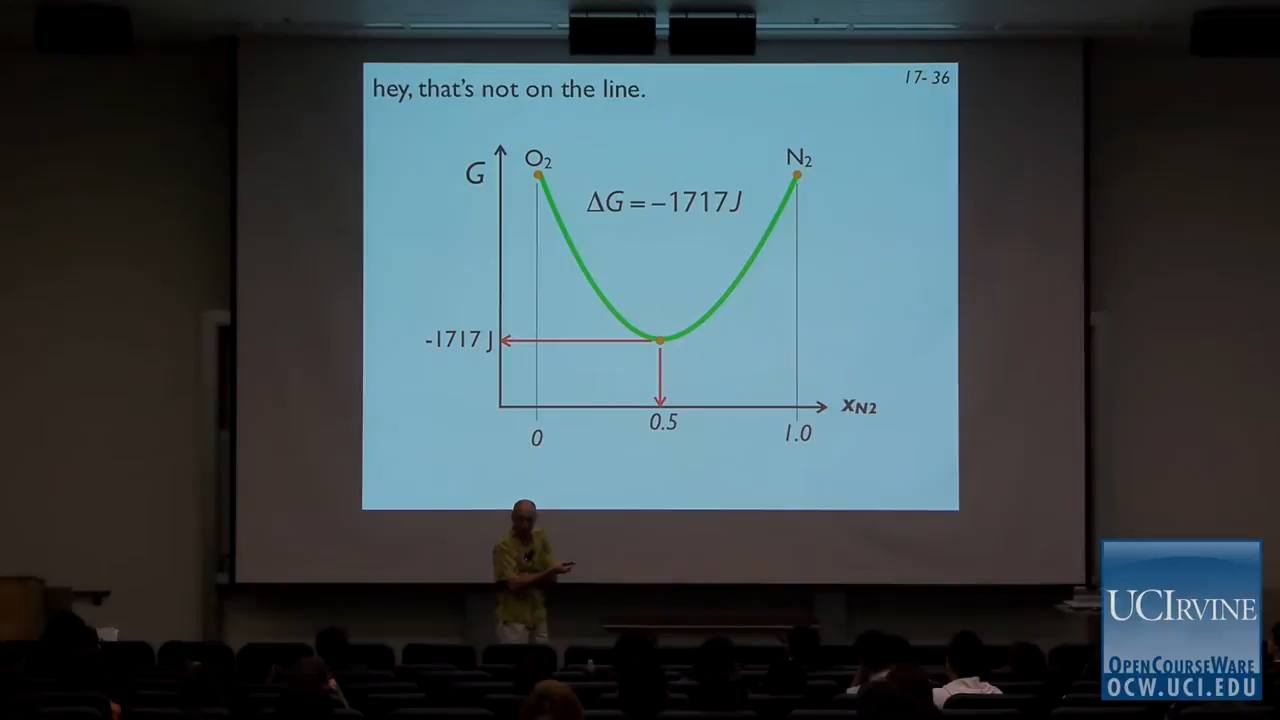 hey, that's not on the line.
17- 36
G
O₂
N₂
ΔG = –1717J
-1717 J
0.5
xN2
0
1.0
UCIRVINE
OPENCOURSEWARE
OCW.UCI.EDU